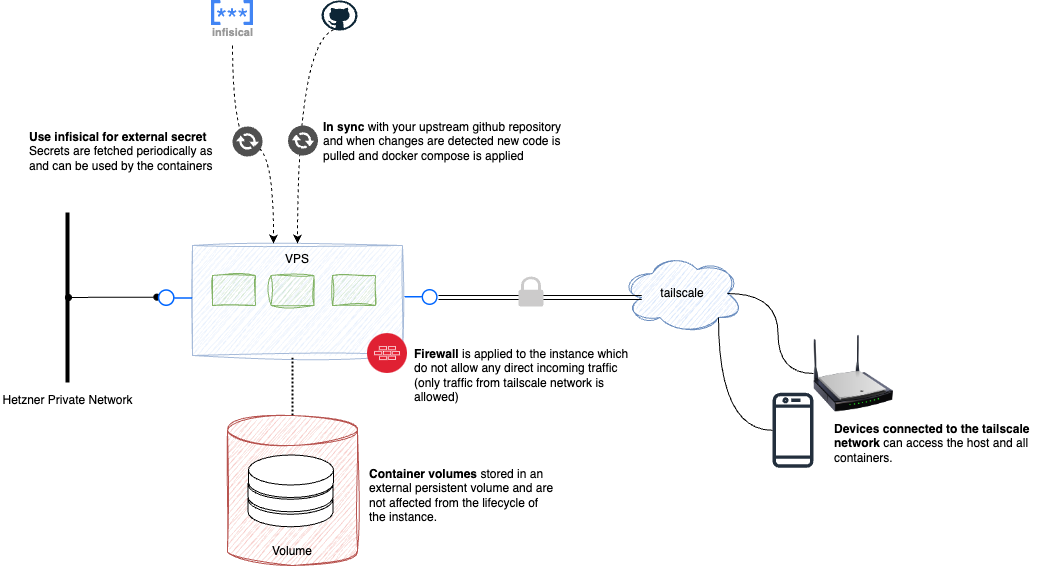 [***]
infisical
Use infisical for external secret
Secrets are fetched periodically as
and can be used by the containers
In sync with your upstream github repository
and when changes are detected new code is
pulled and docker compose is applied
VPS
tailscale
Firewall is applied to the instance which
do not allow any direct incoming traffic
(only traffic from tailscale network is
allowed)
Hetzner Private Network
Devices connected to the tailscale
network can access the host and all
containers.
Container volumes stored in an
external persistent volume and are
not affected from the lifecycle of
the instance.
Volume